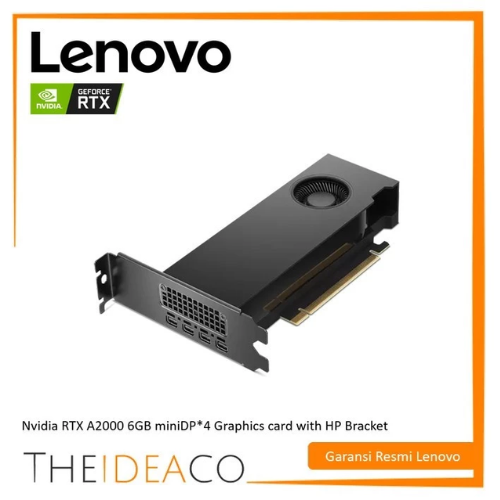 Lenovo
NVIDIA
GEFORCE
RTX
Nvidia RTX A2000 6GB miniDP*4 Graphics card with HP Bracket
THEIDEACO
Garansi Resmi Lenovo